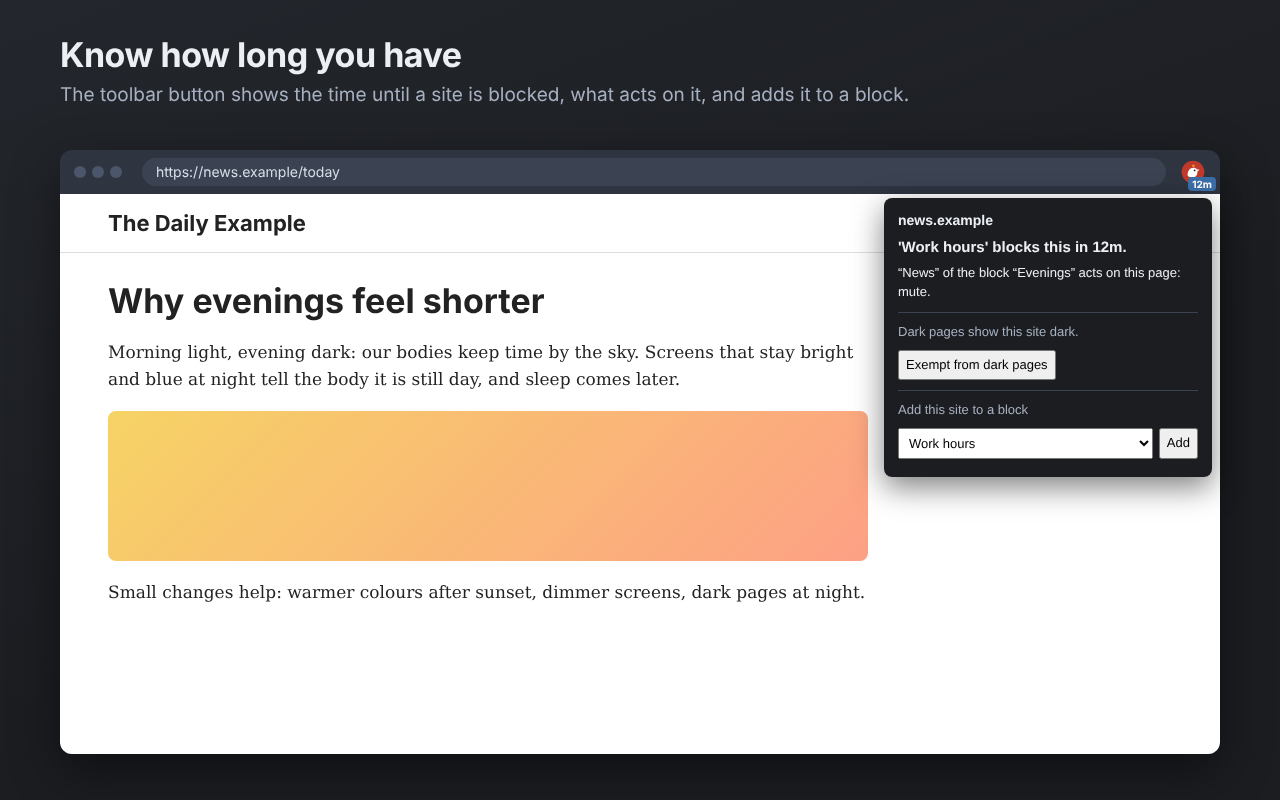 Know how long you have
The toolbar button shows the time until a site is blocked, what acts on it, and adds it to a block.
https://news.example/today
12m
The Daily Example
Why evenings feel shorter
Morning light, evening dark: our bodies keep time by the sky. Screens that stay bright
and blue at night tell the body it is still day, and sleep comes later.
Small changes help: warmer colours after sunset, dimmer screens, dark pages at night.
news.example
'Work hours' blocks this in 12m.
“News” of the block “Evenings” acts on this page:
mute.
Dark pages show this site dark.
Exempt from dark pages
Add this site to a block
Work hours
Add